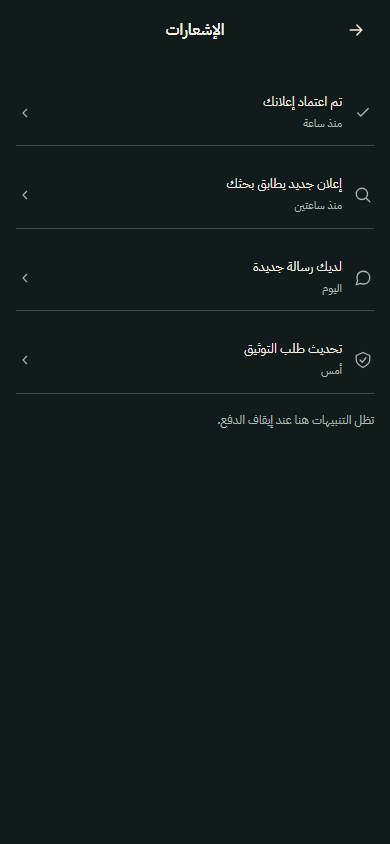 الإشعارات
تم اعتماد إعلانك
منذ ساعة
إعلان جديد يطابق بحثك
منذ ساعتين
لديك رسالة جديدة
اليوم
تحديث طلب التوثيق
أمس
تظل التنبيهات هنا عند إيقاف الدفع.